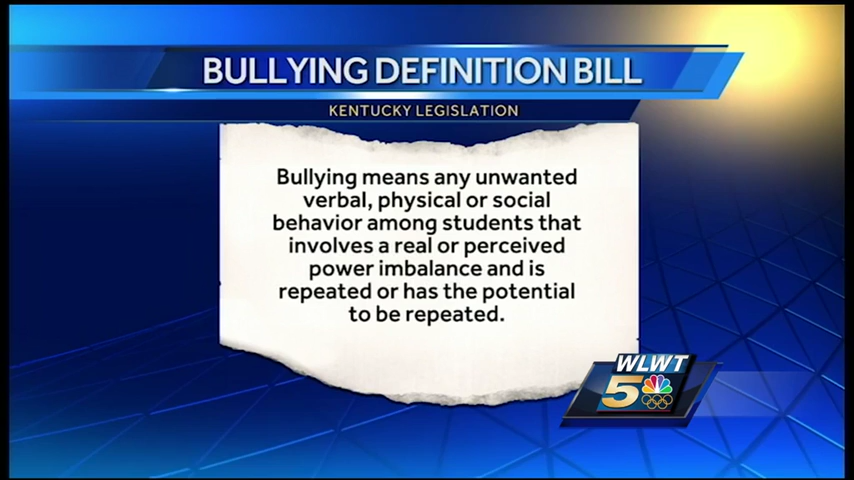 BULLYING DEFINITION BILL
KENTUCKY LEGISLATION
Bullying means any unwanted
verbal, physical or social
behavior among students that
involves a real or perceived
power imbalance and is
repeated or has the potential
to be repeated.
WLWT
5